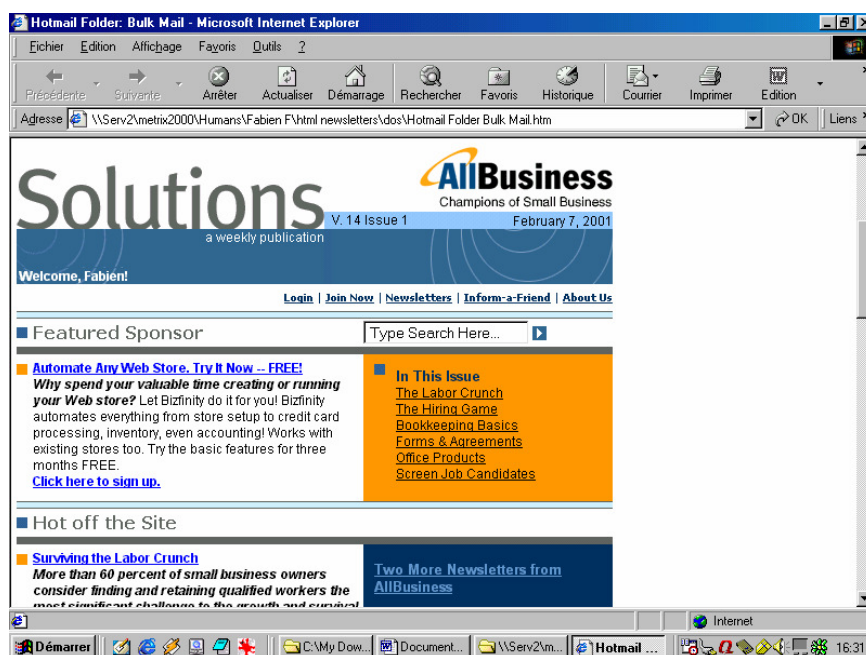 Hotmail Folder: Bulk Mail - Microsoft Internet Explorer
Fichier Edition Affichage Favoris Outils ?
Précédente Suivante Arrêter Actualiser Démarrage Rechercher Favoris Historique Courrier Imprimer Edition
Adresse \\Serv2\metrix2000\Humans\Fabien F\html newsletters\dos\Hotmail Folder Bulk Mail.htm OK Liens
AllBusiness
Solutions
Champions of Small Business
V. 14 Issue 1 February 7, 2001
a weekly publication
Welcome, Fabien!
Login | Join Now | Newsletters | Inform-a-Friend | About Us
Featured Sponsor
Type Search Here...
Automate Any Web Store. Try It Now -- FREE!
Why spend your valuable time creating or running
your Web store? Let Bizfinity do it for you! Bizfinity
automates everything from store setup to credit card
processing, inventory, even accounting! Works with
existing stores too. Try the basic features for three
months FREE.
Click here to sign up.
In This Issue
The Labor Crunch
The Hiring Game
Bookkeeping Basics
Forms & Agreements
Office Products
Screen Job Candidates
Hot off the Site
Surviving the Labor Crunch
More than 60 percent of small business owners
consider finding and retaining qualified workers the
most significant challenge to the growth and survival
Two More Newsletters from
AllBusiness
Internet
Démarrer C:\My Dow... Document... \\Serv2\m... Hotmail ... 16:31